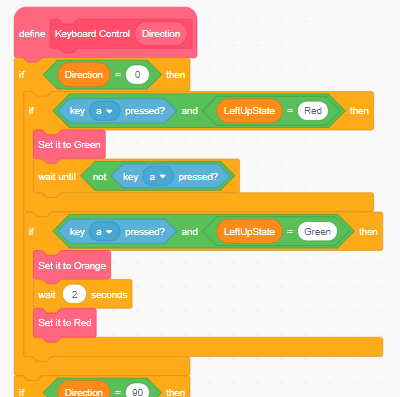 define Keyboard Control Direction
if Direction = 0 then
if key a pressed? and LeftUpState = Red then
Set it to Green
wait until not key a pressed?
if key a pressed? and LeftUpState = Green then
Set it to Orange
wait 2 seconds
Set it to Red
if Direction = 90 then